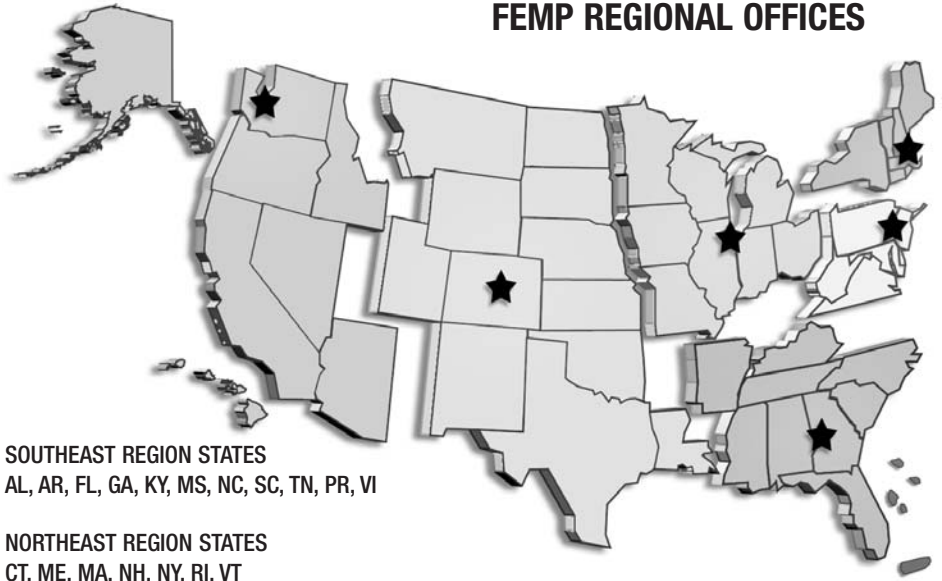 FEMP REGIONAL OFFICES
SOUTHEAST REGION STATES
AL, AR, FL, GA, KY, MS, NC, SC, TN, PR, VI
NORTHEAST REGION STATES
CT, ME, MA, NH, NY, RI, VT